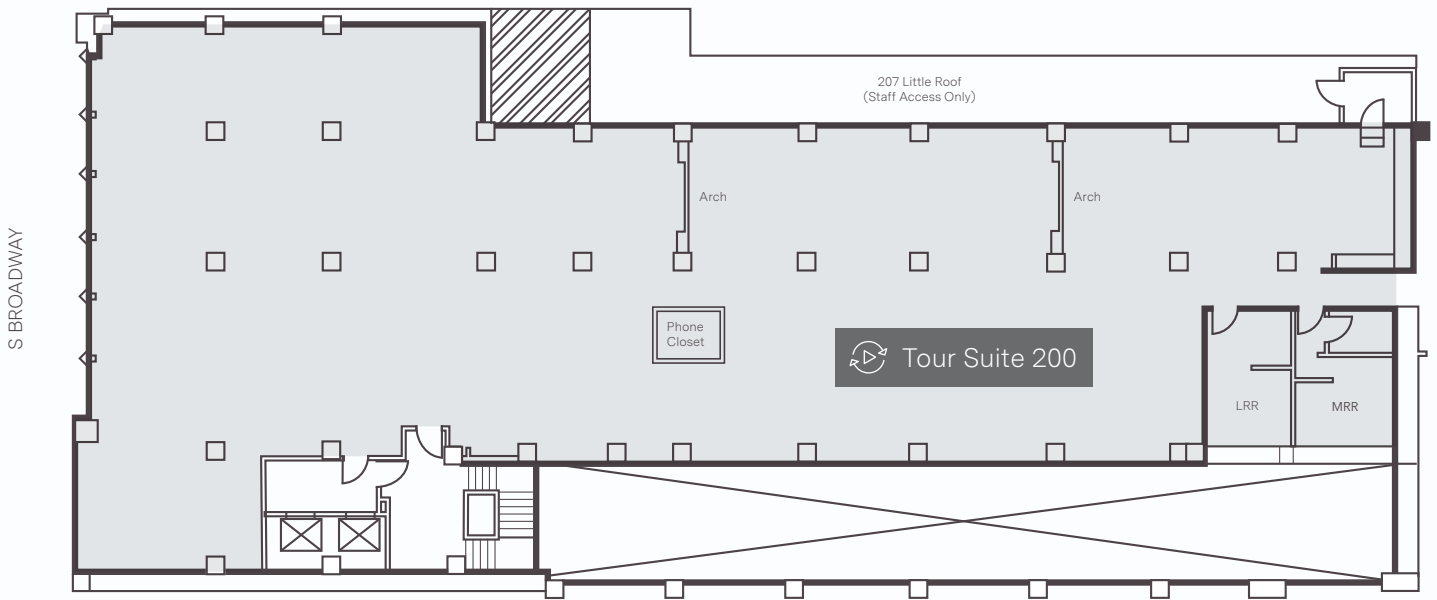 207 Little Roof
(Staff Access Only)
Arch
Arch
S BROADWAY
Phone
Closet
Tour Suite 200
LRR
MRR